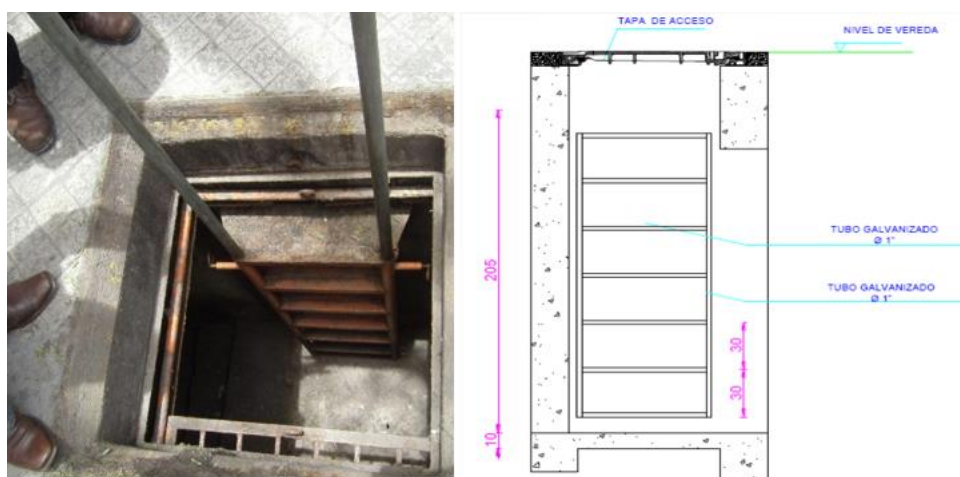 TAPA DE ACCESO
NIVEL DE VEREDA
TUBO GALVANIZADO
Ø 1"
TUBO GALVANIZADO
Ø 1"
205
30
30
10